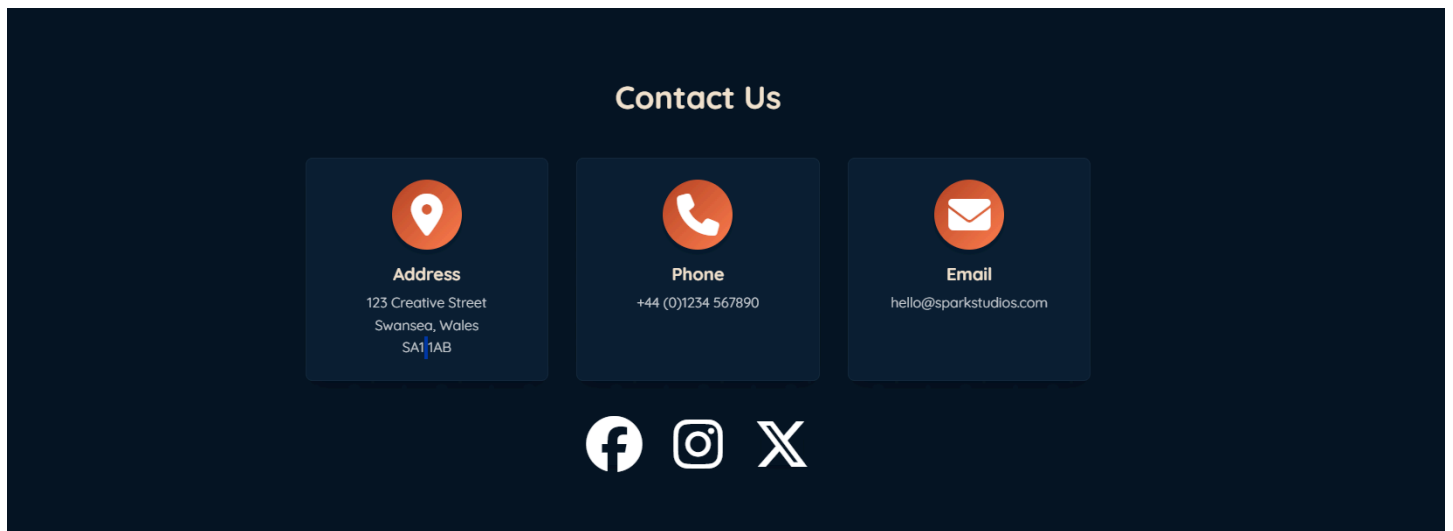 Contact Us
Address
123 Creative Street
Swansea, Wales
SA1 1AB
Phone
+44 (0)1234 567890
Email
hello@sparkstudios.com